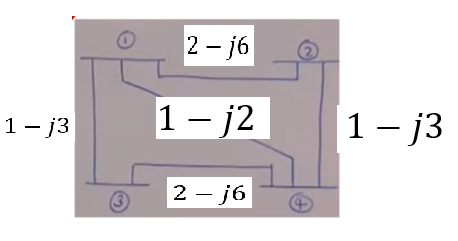 ① 2 − j6 ②
1 − j3 1 − j2 1 − j3
③ 2 − j6 ④